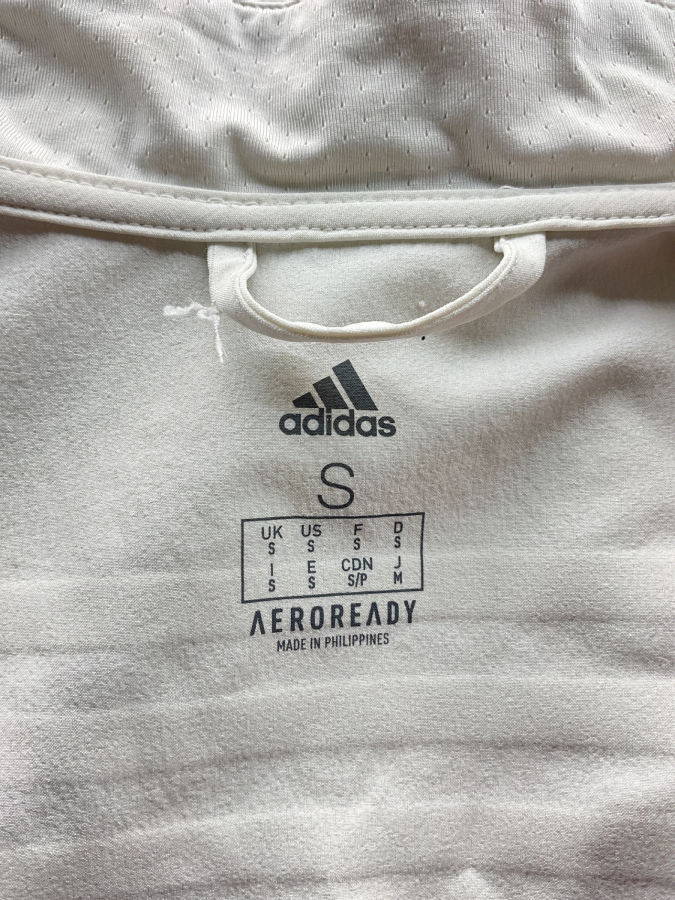 adidas
S
UK US F D
S S S S
I E CDN J
S S S/P M
AEROREADY
MADE IN PHILIPPINES